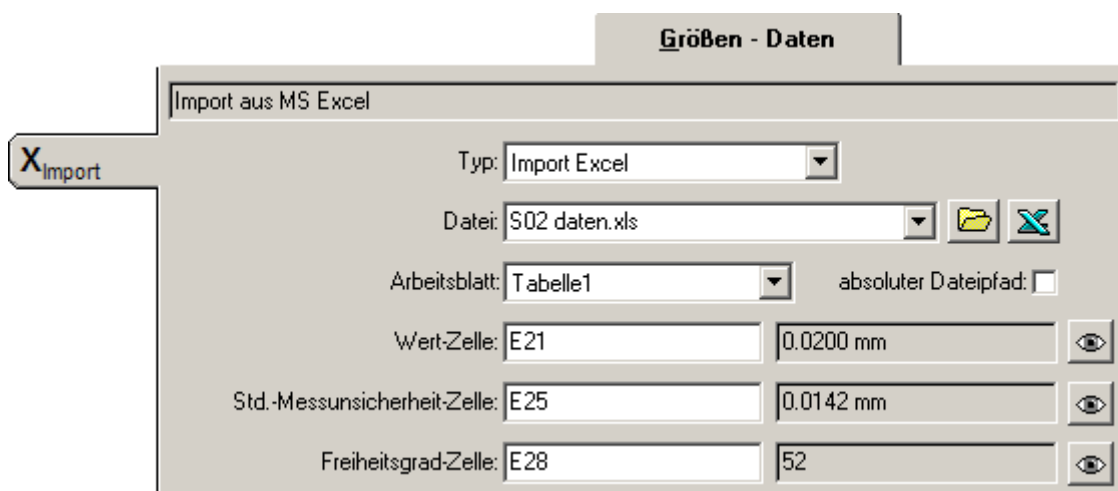 Größen - Daten
Import aus MS Excel
XImport
Typ: Import Excel
Datei: S02 daten.xls
Arbeitsblatt: Tabelle1 absoluter Dateipfad:
Wert-Zelle: E21 0.0200 mm
Std.-Messunsicherheit-Zelle: E25 0.0142 mm
Freiheitsgrad-Zelle: E28 52